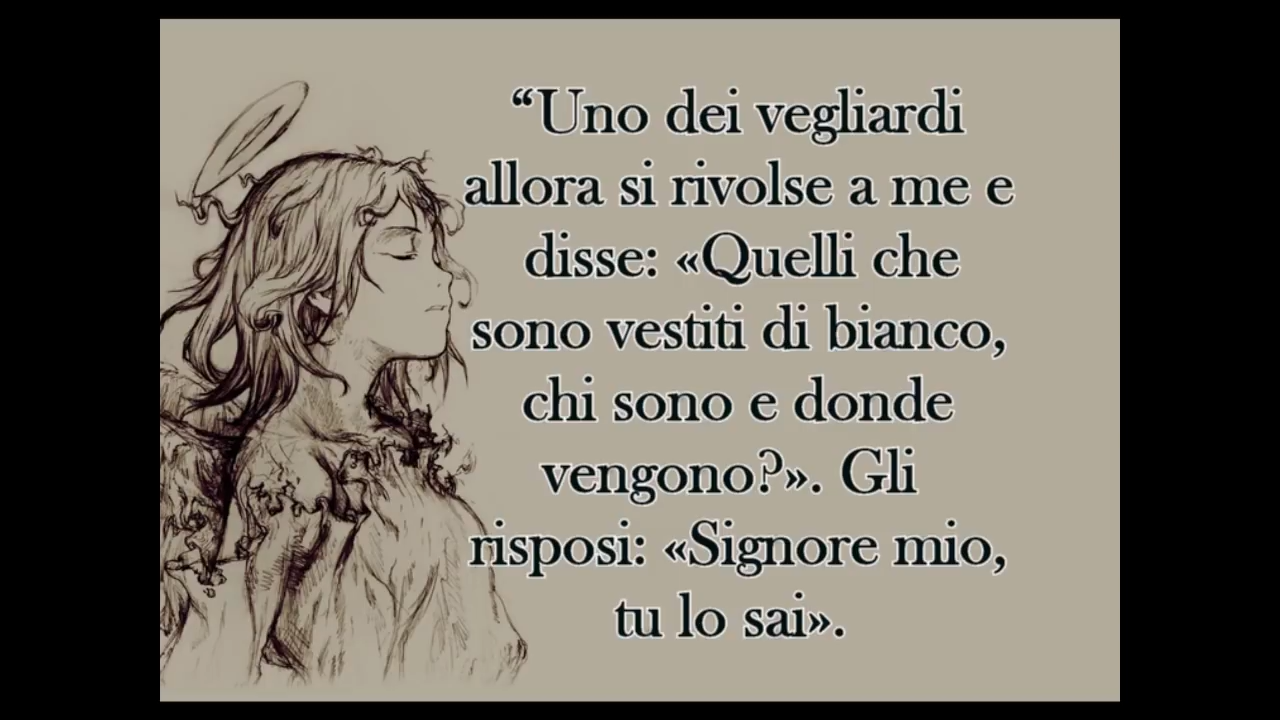 “Uno dei vegliardi
allora si rivolse a me e
disse: «Quelli che
sono vestiti di bianco,
chi sono e donde
vengono?». Gli
risposi: «Signore mio,
tu lo sai».